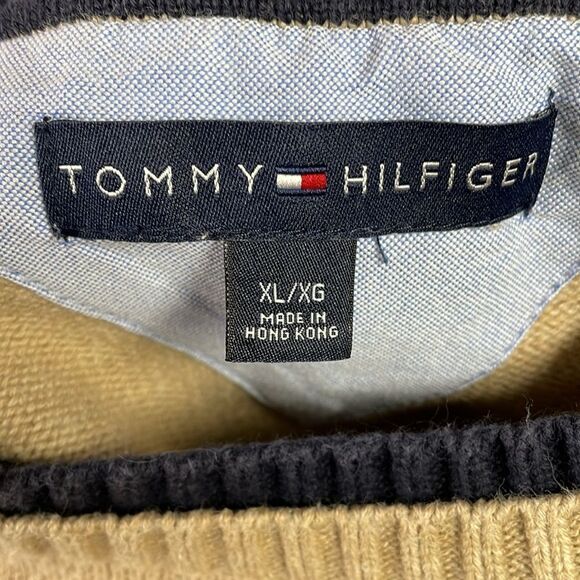 TOMMY HILFIGER
XL/XG
MADE IN
HONG KONG